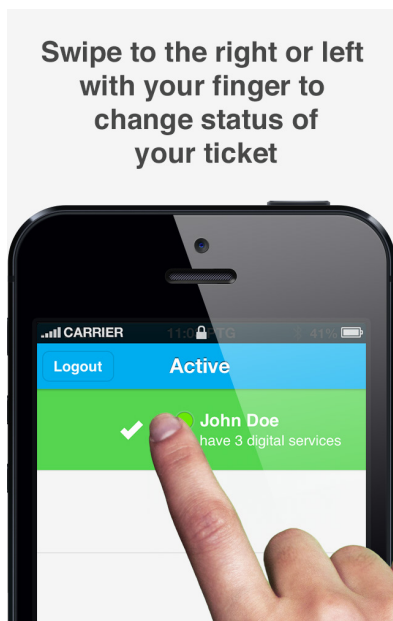 Swipe to the right or left
with your finger to
change status of
your ticket
CARRIER 41%
Logout Active
John Doe
have 3 digital services